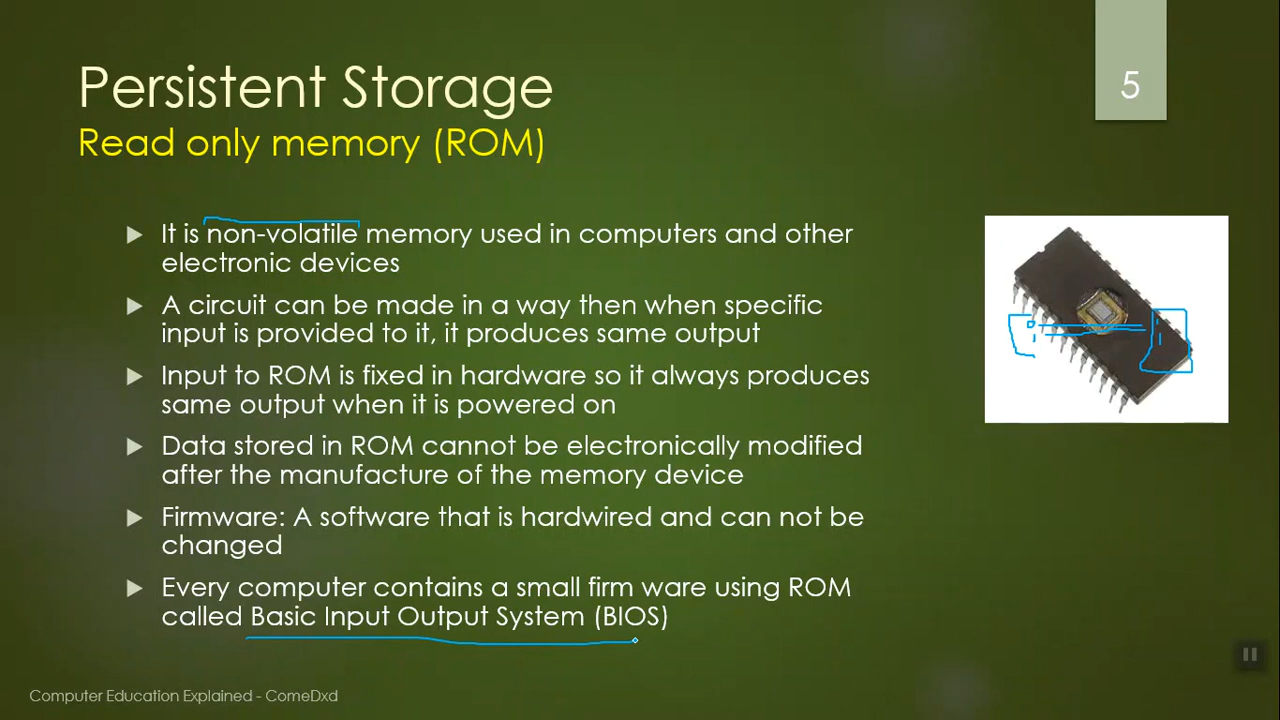 5
Persistent Storage
Read only memory (ROM)
It is non-volatile memory used in computers and other
electronic devices
A circuit can be made in a way then when specific
input is provided to it, it produces same output
Input to ROM is fixed in hardware so it always produces
same output when it is powered on
Data stored in ROM cannot be electronically modified
after the manufacture of the memory device
Firmware: A software that is hardwired and can not be
changed
Every computer contains a small firm ware using ROM
called Basic Input Output System (BIOS)
Computer Education Explained - ComeDxd